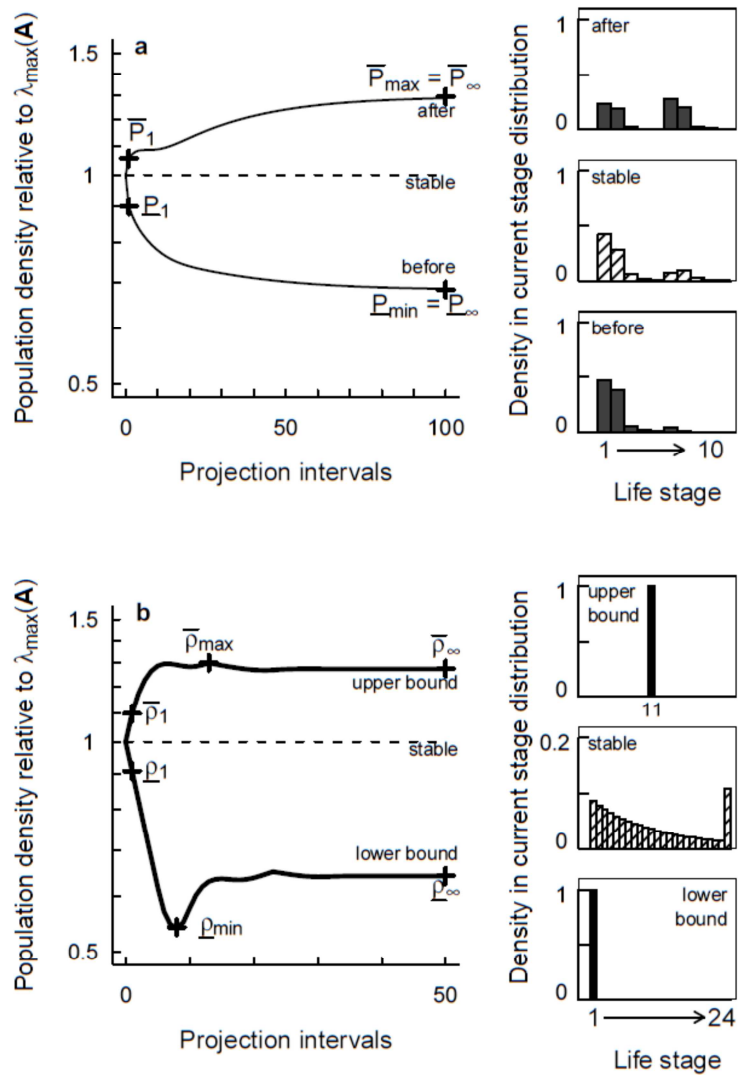 a
Population density relative to λmax(A)
1.5
1
0.5
P̅max = P̅∞
after
P̅1
stable
P̲1
before
P̲min = P̲∞
0
50
100
Projection intervals
Density in current stage distribution
1
after
0
1
stable
0
1
before
0
1 → 10
Life stage
b
Population density relative to λmax(A)
1.5
1
0.5
ρ̅max
ρ̅∞
upper bound
ρ̅1
stable
ρ̲1
lower bound
ρ̲∞
ρ̲min
0
50
Projection intervals
Density in current stage distribution
1
upper
bound
0
11
0.2
stable
0
1
lower
bound
0
1 → 24
Life stage